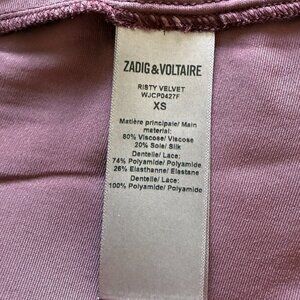 ZADIG & VOLTAIRE
RISTY VELVET
WJCP0427F
XS
Matière principale/ Main
material:
80% Viscose/ Viscose
20% Soie/ Silk
Dentelle/ Lace:
74% Polyamide/ Polyamide
26% Elasthanne/ Elastane
Dentelle/ Lace:
100% Polyamide/ Polyamide